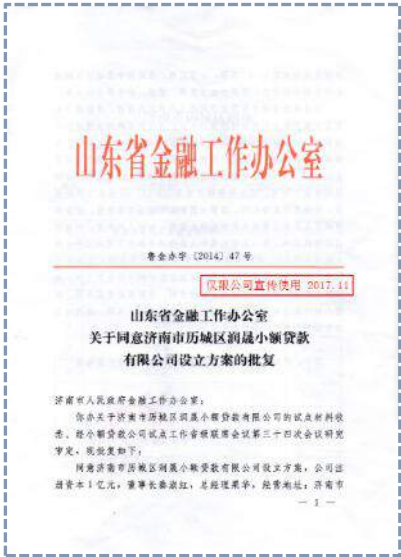 山东省金融工作办公室
鲁金办字〔2014〕47号
仅限公司宣传使用 2017.11
山东省金融工作办公室
关于同意济南市历城区润晟小额贷款
有限公司设立方案的批复
济南市人民政府金融工作办公室：
你办关于济南市历城区润晟小额贷款有限公司的试点材料收
悉。经小额贷款公司试点工作省级联席会议第三十四次会议研究
审定，现批复如下：
同意济南市历城区润晟小额贷款有限公司设立方案，公司注
册资本1亿元，董事长秦淑红，总经理栗华，经营地址：济南市
— 1 —